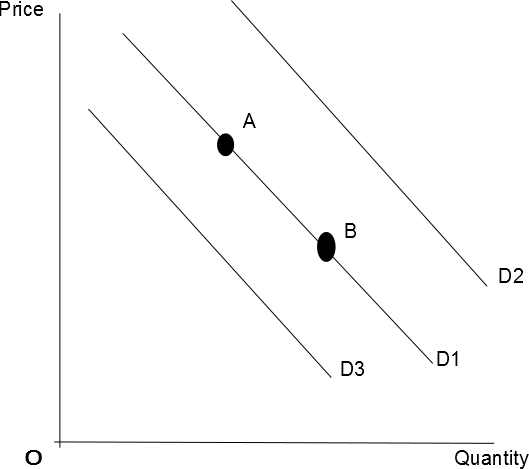 Price
A
B
D2
D1
D3
O
Quantity